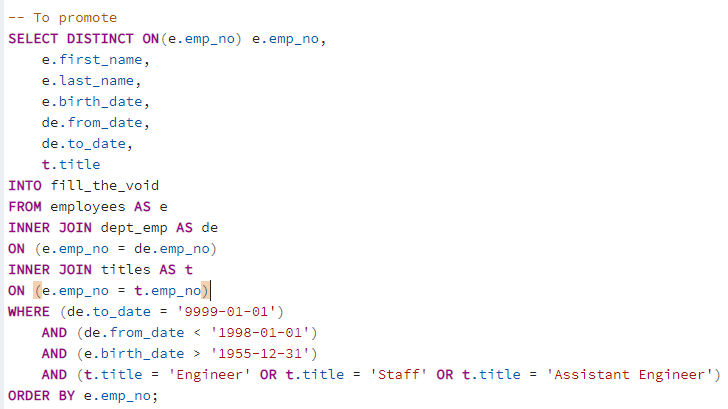 -- To promote
SELECT DISTINCT ON(e.emp_no) e.emp_no,
    e.first_name,
    e.last_name,
    e.birth_date,
    de.from_date,
    de.to_date,
    t.title
INTO fill_the_void
FROM employees AS e
INNER JOIN dept_emp AS de
ON (e.emp_no = de.emp_no)
INNER JOIN titles AS t
ON (e.emp_no = t.emp_no)
WHERE (de.to_date = '9999-01-01')
    AND (de.from_date < '1998-01-01')
    AND (e.birth_date > '1955-12-31')
    AND (t.title = 'Engineer' OR t.title = 'Staff' OR t.title = 'Assistant Engineer')
ORDER BY e.emp_no;